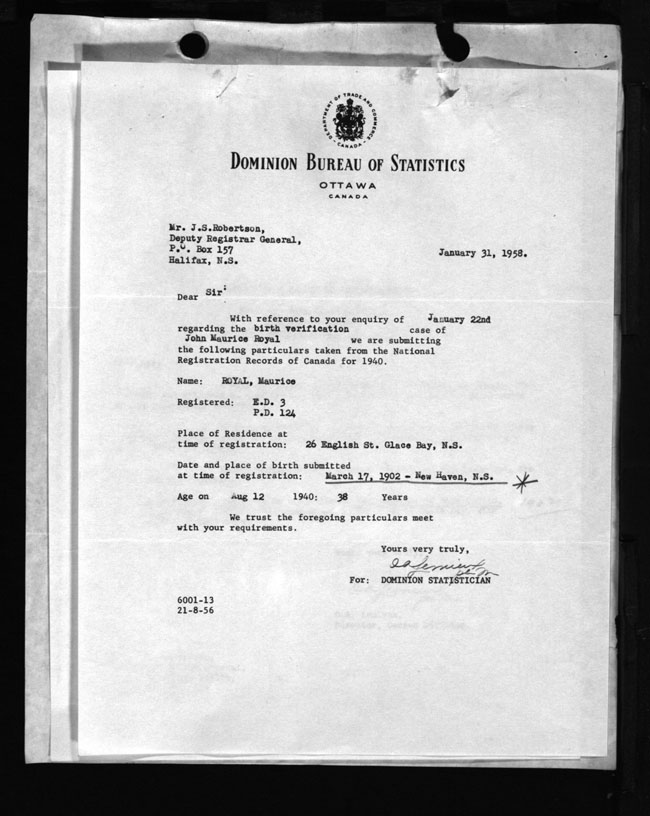 DEPARTMENT OF TRADE AND COMMERCE
CANADA
DOMINION BUREAU OF STATISTICS
OTTAWA
CANADA
Mr. J.S.Robertson,
Deputy Registrar General,
P.O. Box 157
Halifax, N.S.
January 31, 1958.
Dear Sir:
With reference to your enquiry of January 22nd
regarding the birth verification case of
John Maurice Royal we are submitting
the following particulars taken from the National
Registration Records of Canada for 1940.
Name: ROYAL, Maurice
Registered: E.D. 3
P.D. 124
Place of Residence at
time of registration: 26 English St. Glace Bay, N.S.
Date and place of birth submitted
at time of registration: March 17, 1902 - New Haven, N.S. *
Age on Aug 12 1940: 38 Years
We trust the foregoing particulars meet
with your requirements.
Yours very truly,
For: DOMINION STATISTICIAN
6001-13
21-8-56